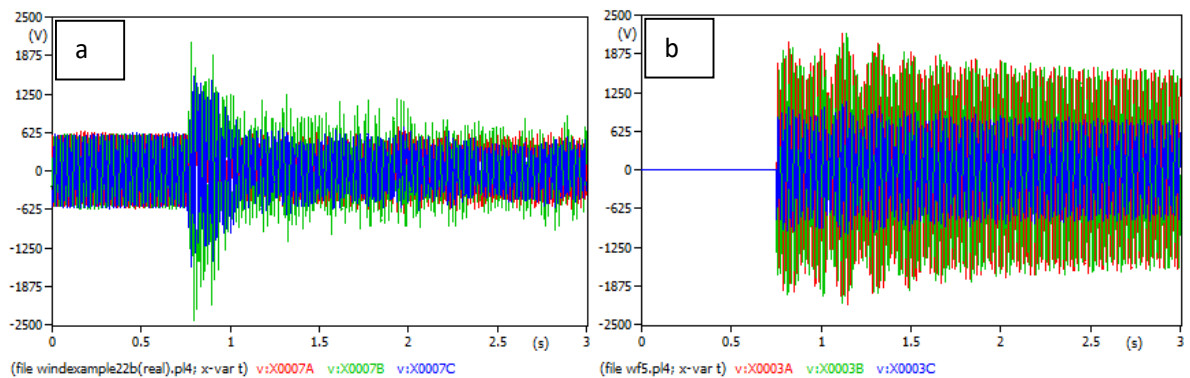 a
2500
(V)
1875
1250
625
0
-625
-1250
-1875
-2500
0 0.5 1 1.5 2 2.5 (s) 3
(file windexample22b(real).pl4; x-var t) v:X0007A v:X0007B v:X0007C
b
2500
(V)
1875
1250
625
0
-625
-1250
-1875
-2500
0 0.5 1 1.5 2 2.5 (s) 3
(file wf5.pl4; x-var t) v:X0003A v:X0003B v:X0003C